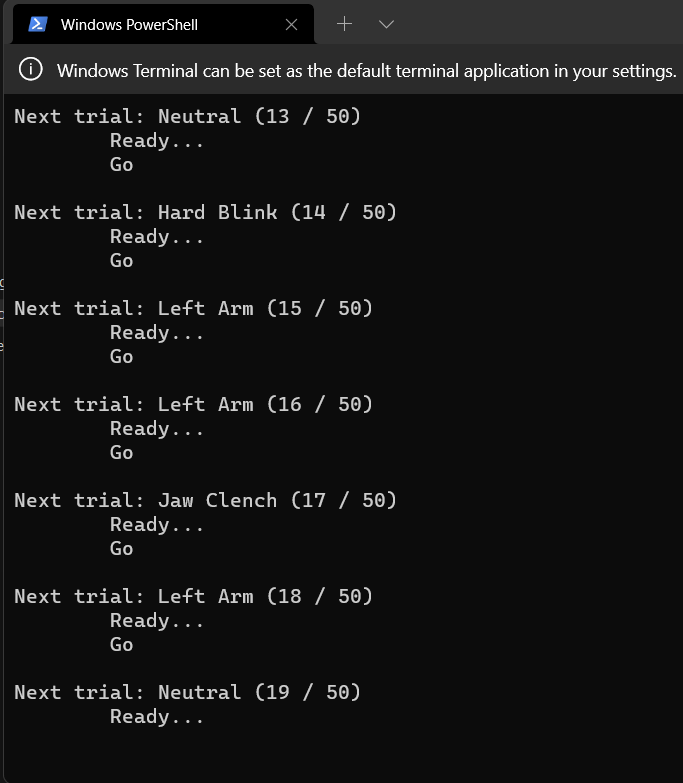 Windows PowerShell
Windows Terminal can be set as the default terminal application in your settings.
Next trial: Neutral (13 / 50)
Ready...
Go
Next trial: Hard Blink (14 / 50)
Ready...
Go
Next trial: Left Arm (15 / 50)
Ready...
Go
Next trial: Left Arm (16 / 50)
Ready...
Go
Next trial: Jaw Clench (17 / 50)
Ready...
Go
Next trial: Left Arm (18 / 50)
Ready...
Go
Next trial: Neutral (19 / 50)
Ready...